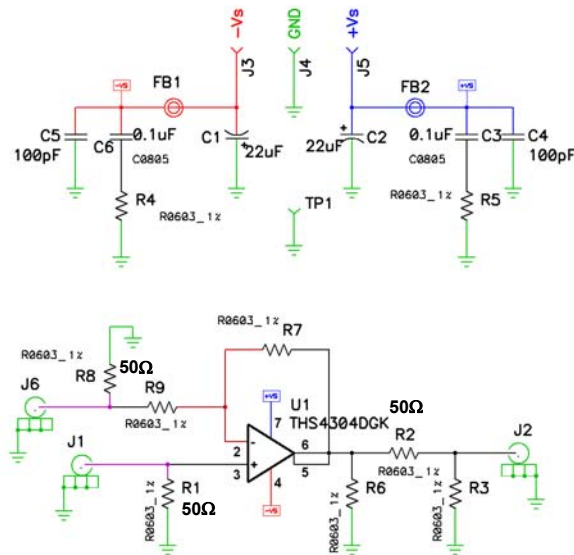 -Vs
GND
+Vs
J3
J4
J5
-VS
FB1
FB2
+VS
C5
100pF
C6
0.1uF
C0805
C1
22uF
22uF
C2
0.1uF
C0805
C3
C4
100pF
R4
R0603_1%
TP1
R0603_1%
R5
R0603_1%
R7
R0603_1%
R8
50Ω
J6
R9
R0603_1%
+VS
U1
THS4304DGK
50Ω
7
2
-
3
+
6
5
4
-VS
J1
R0603_1%
R1
50Ω
R2
R0603_1%
J2
R0603_1%
R6
R0603_1%
R3